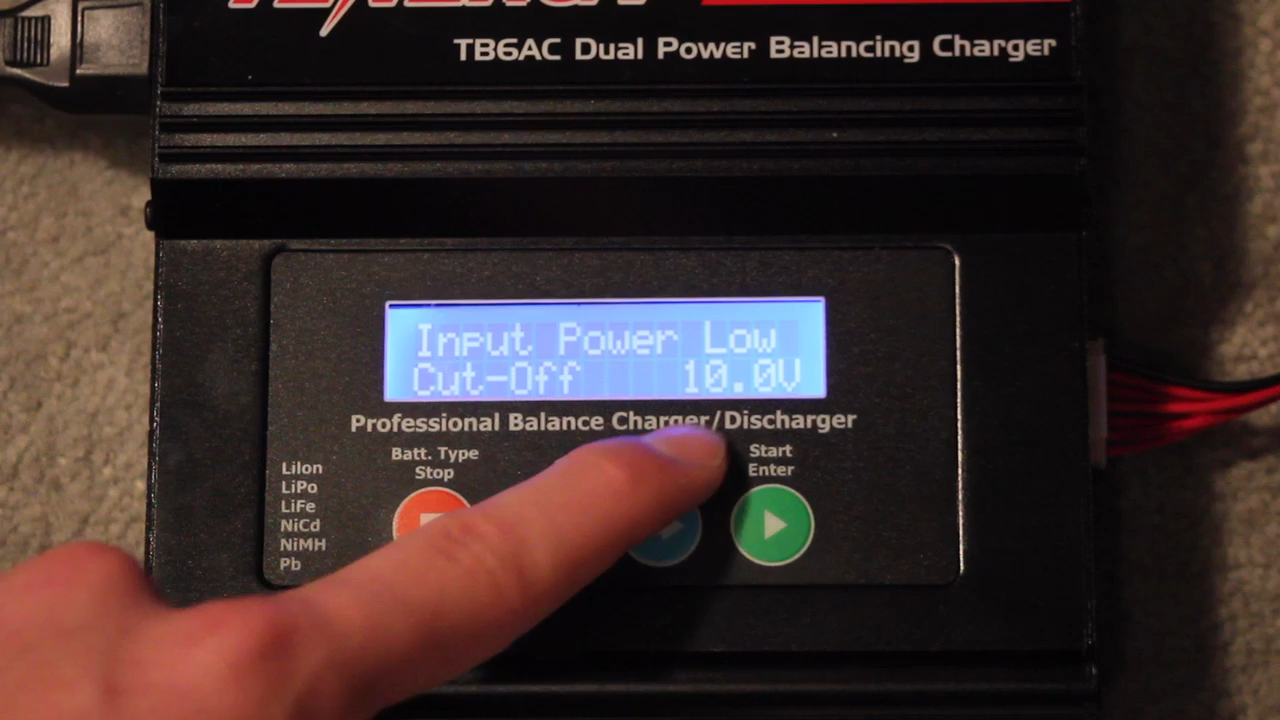 TENERGY
TB6AC Dual Power Balancing Charger
Input Power Low
Cut-Off 10.0V
Professional Balance Charger/Discharger
Batt. Type
Stop
Start
Enter
LiIon
LiPo
LiFe
NiCd
NiMH
Pb